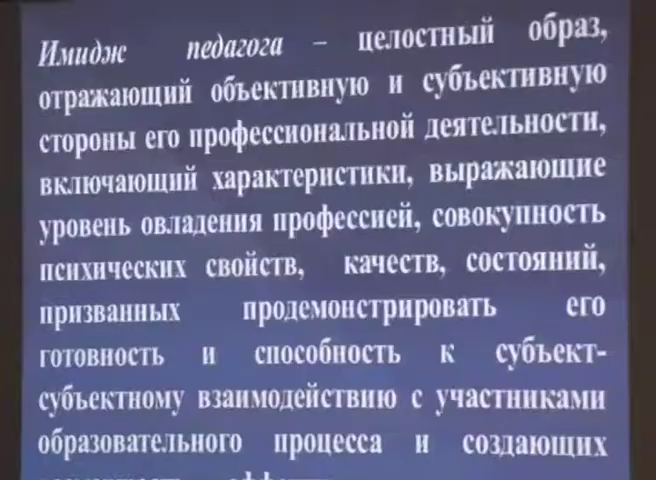 Имидж педагога – целостный образ,
отражающий объективную и субъективную
стороны его профессиональной деятельности,
включающий характеристики, выражающие
уровень овладения профессией, совокупность
психических свойств, качеств, состояний,
призванных продемонстрировать его
готовность и способность к субъект-
субъектному взаимодействию с участниками
образовательного процесса и создающих